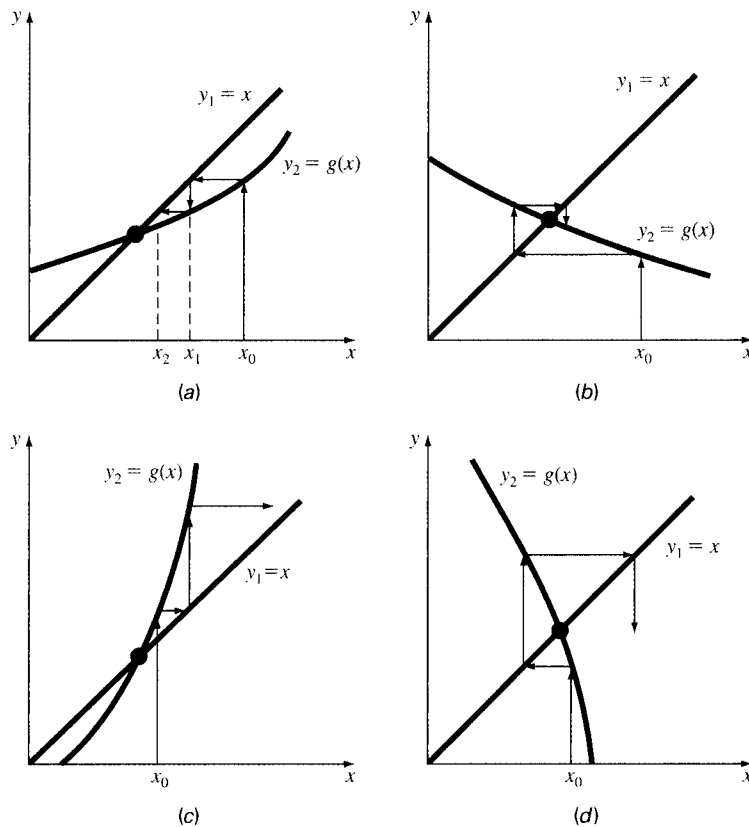 y
y₁ = x
y₂ = g(x)
x₂ x₁ x₀ x
(a)
y
y₁ = x
y₂ = g(x)
x₀ x
(b)
y
y₂ = g(x)
y₁ = x
x₀ x
(c)
y
y₂ = g(x)
y₁ = x
x₀ x
(d)